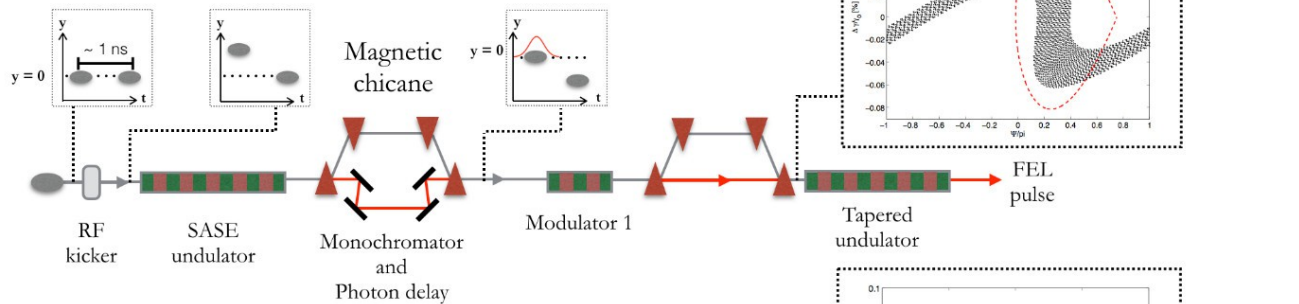 y
~ 1 ns
y = 0
t
y
t
Magnetic
chicane
y
y = 0
t
0
-0.02
-0.04
-0.06
-0.08
-1
-0.8
-0.6
-0.4
-0.2
0
0.2
0.4
0.6
0.8
1
Ψ/pi
RF
kicker
SASE
undulator
Monochromator
and
Photon delay
Modulator 1
Tapered
undulator
FEL
pulse
0.1